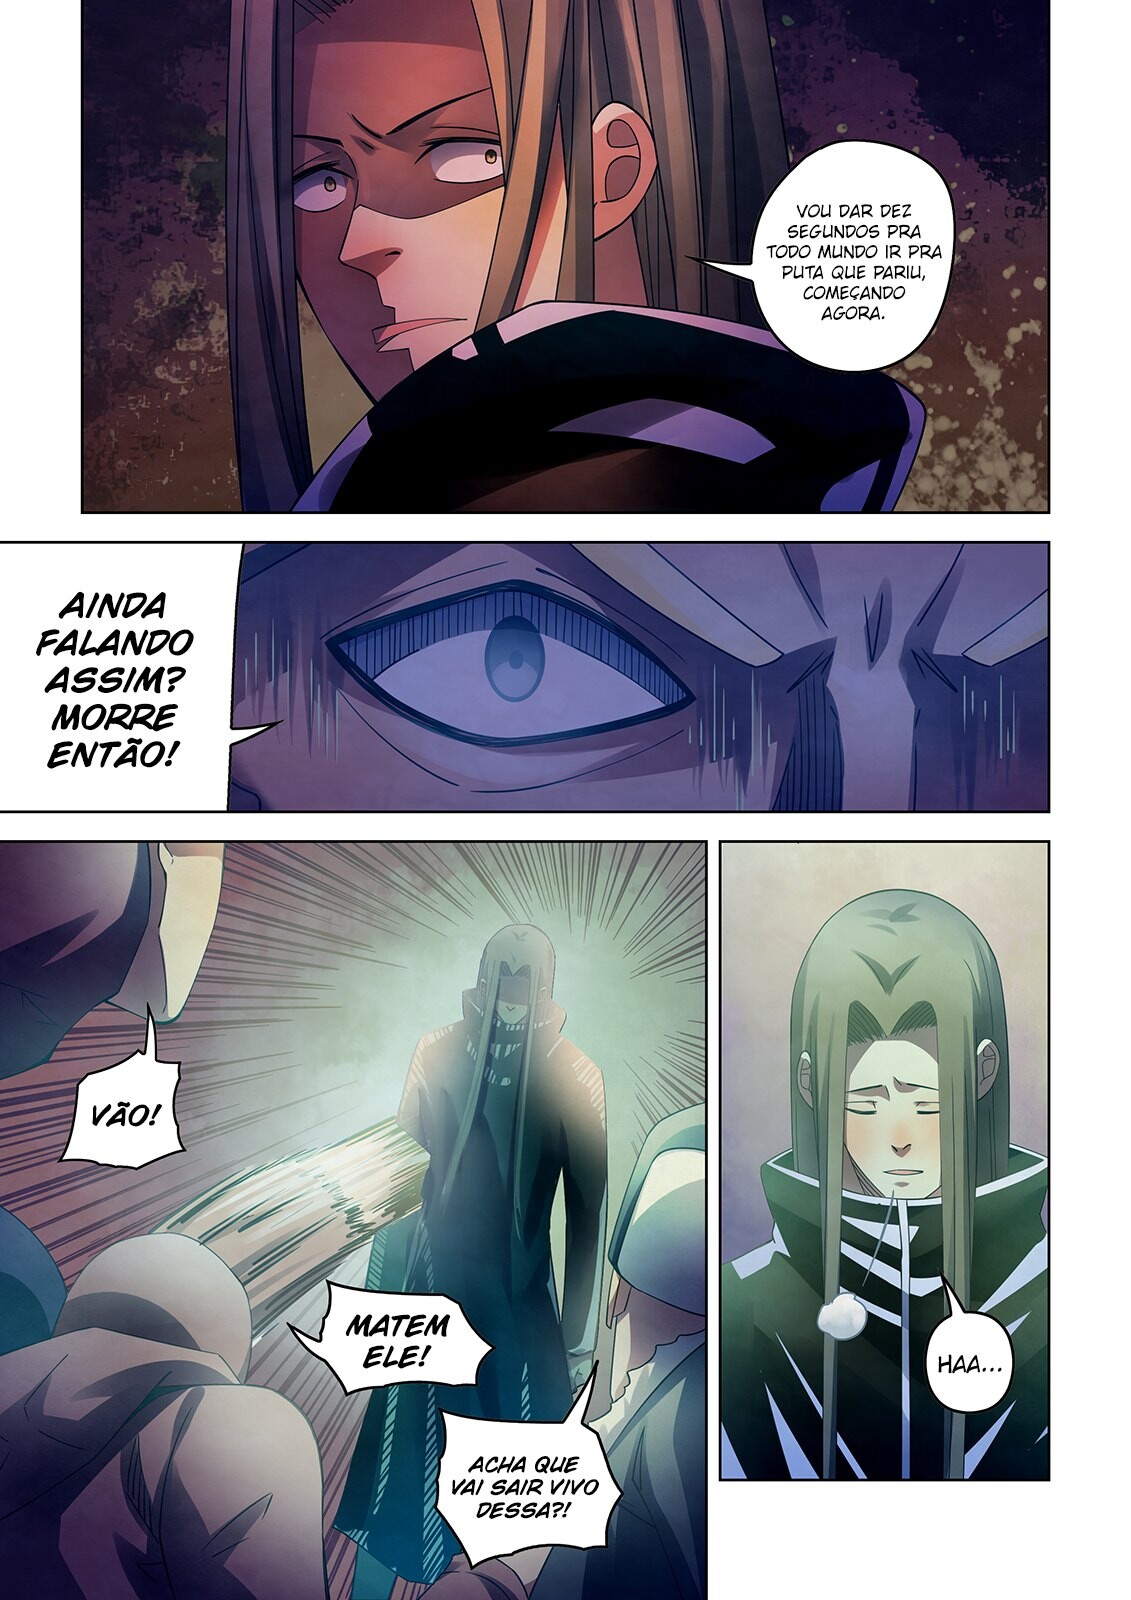 VOU DAR DEZ
SEGUNDOS PRA
TODO MUNDO IR PRA
PUTA QUE PARIU,
COMEÇANDO
AGORA.
AINDA
FALANDO
ASSIM?
MORRE
ENTÃO!
HAA...
VÃO!
MATEM
ELE!
ACHA QUE
VAI SAIR VIVO
DESSA?!